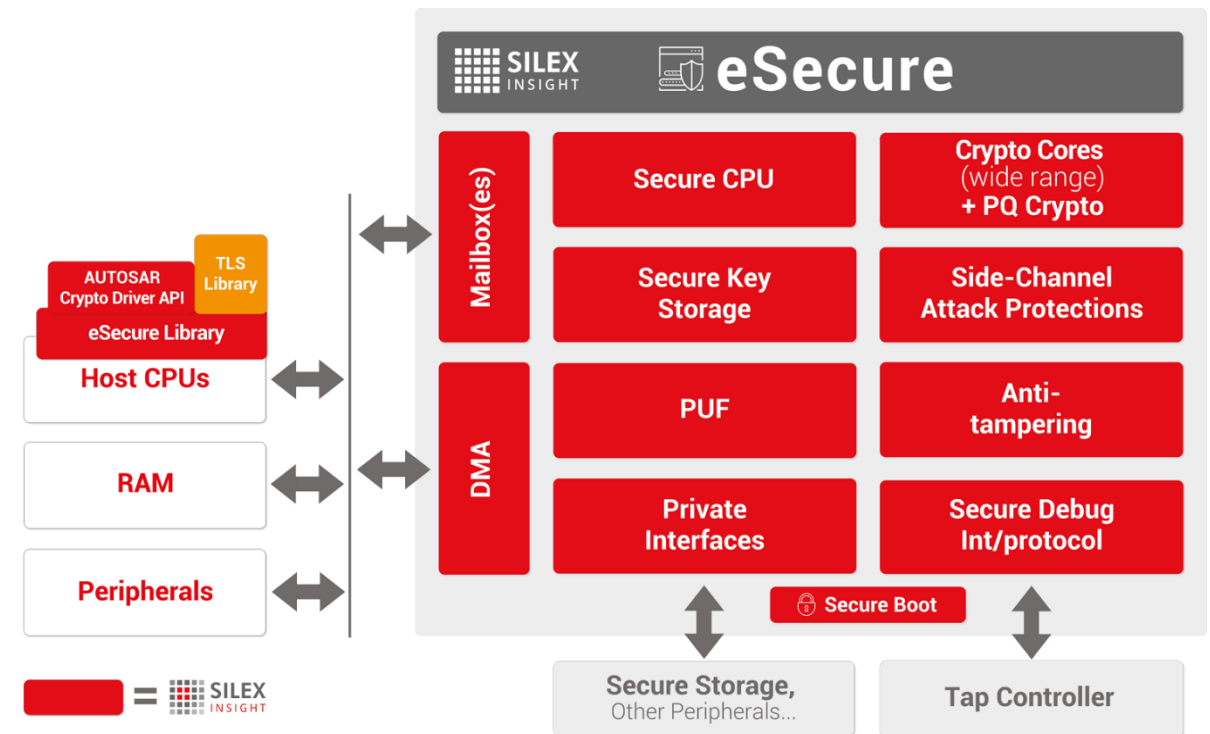 SILEX
INSIGHT
eSecure
Mailbox(es)
Secure CPU
Crypto Cores
(wide range)
+ PQ Crypto
Secure Key
Storage
Side-Channel
Attack Protections
DMA
PUF
Anti-
tampering
Private
Interfaces
Secure Debug
Int/protocol
Secure Boot
TLS
Library
AUTOSAR
Crypto Driver API
eSecure Library
Host CPUs
RAM
Peripherals
=
SILEX
INSIGHT
Secure Storage,
Other Peripherals...
Tap Controller